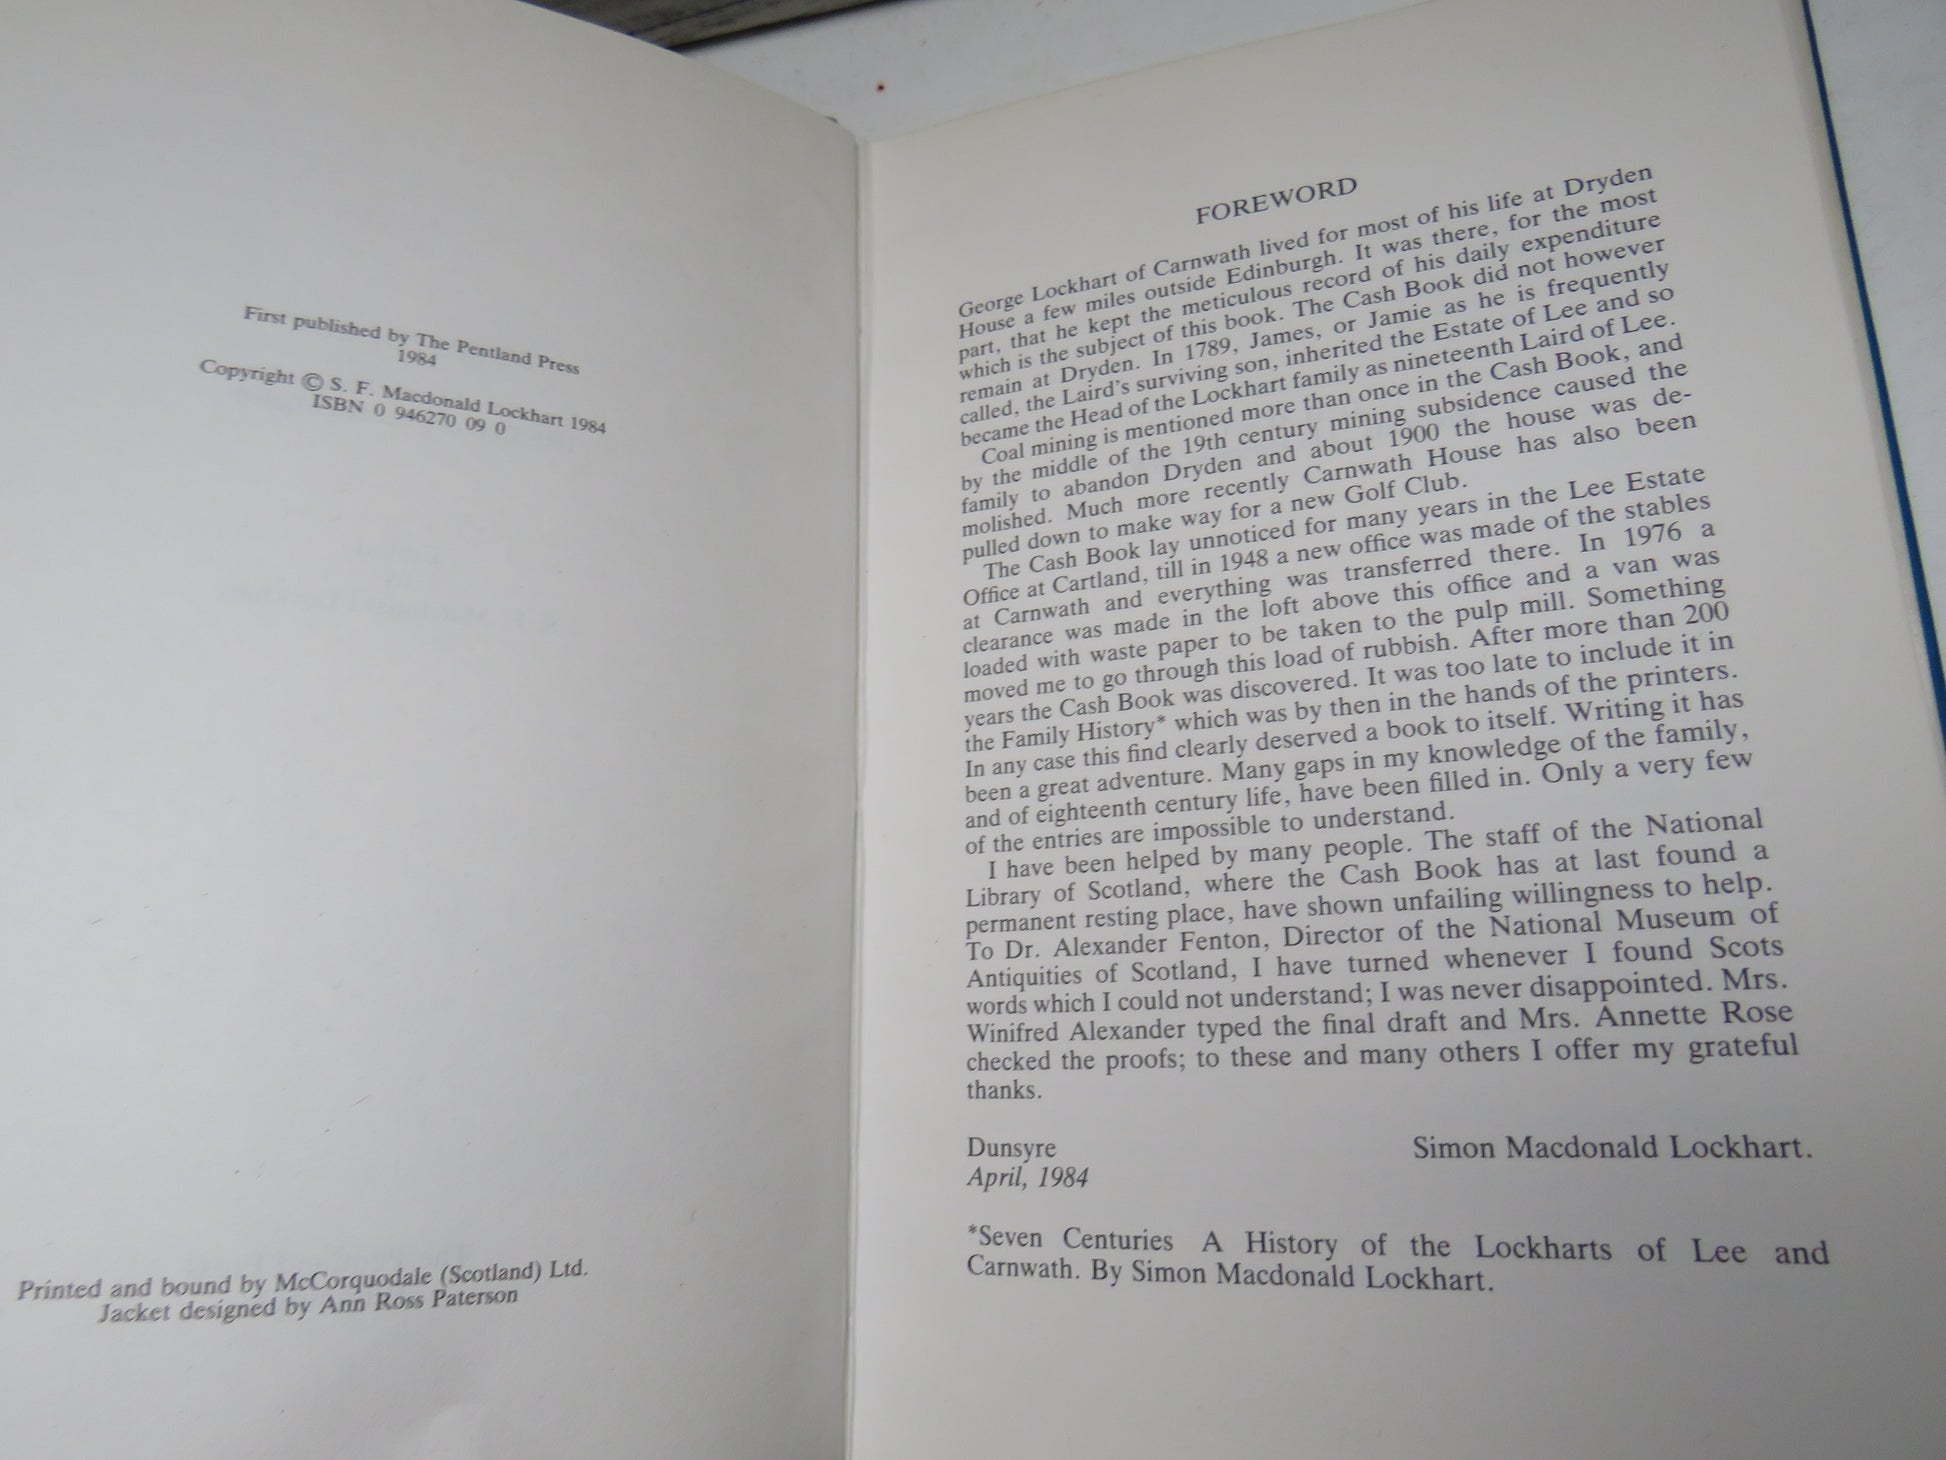 First published by The Pentland Press
1984
Copyright © S. F. Macdonald Lockhart 1984
ISBN 0 946270 09 0
Printed and bound by McCorquodale (Scotland) Ltd.
Jacket designed by Ann Ross Paterson
FOREWORD
George Lockhart of Carnwath lived for most of his life at Dryden
House a few miles outside Edinburgh. It was there, for the most
part, that he kept the meticulous record of his daily expenditure
which is the subject of this book. The Cash Book did not however
remain at Dryden. In 1789, James, or Jamie as he is frequently
called, the Laird's surviving son, inherited the Estate of Lee and so
became the Head of the Lockhart family as nineteenth Laird of Lee.
Coal mining is mentioned more than once in the Cash Book, and
by the middle of the 19th century mining subsidence caused the
family to abandon Dryden and about 1900 the house was de-
molished. Much more recently Carnwath House has also been
pulled down to make way for a new Golf Club.
The Cash Book lay unnoticed for many years in the Lee Estate
Office at Cartland, till in 1948 a new office was made of the stables
at Carnwath and everything was transferred there. In 1976 a
clearance was made in the loft above this office and a van was
loaded with waste paper to be taken to the pulp mill. Something
moved me to go through this load of rubbish. After more than 200
years the Cash Book was discovered. It was too late to include it in
the Family History* which was by then in the hands of the printers.
In any case this find clearly deserved a book to itself. Writing it has
been a great adventure. Many gaps in my knowledge of the family,
and of eighteenth century life, have been filled in. Only a very few
of the entries are impossible to understand.
I have been helped by many people. The staff of the National
Library of Scotland, where the Cash Book has at last found a
permanent resting place, have shown unfailing willingness to help.
To Dr. Alexander Fenton, Director of the National Museum of
Antiquities of Scotland, I have turned whenever I found Scots
words which I could not understand; I was never disappointed. Mrs.
Winifred Alexander typed the final draft and Mrs. Annette Rose
checked the proofs; to these and many others I offer my grateful
thanks.
Dunsyre
April, 1984
Simon Macdonald Lockhart.
*Seven Centuries A History of the Lockharts of Lee and
Carnwath. By Simon Macdonald Lockhart.